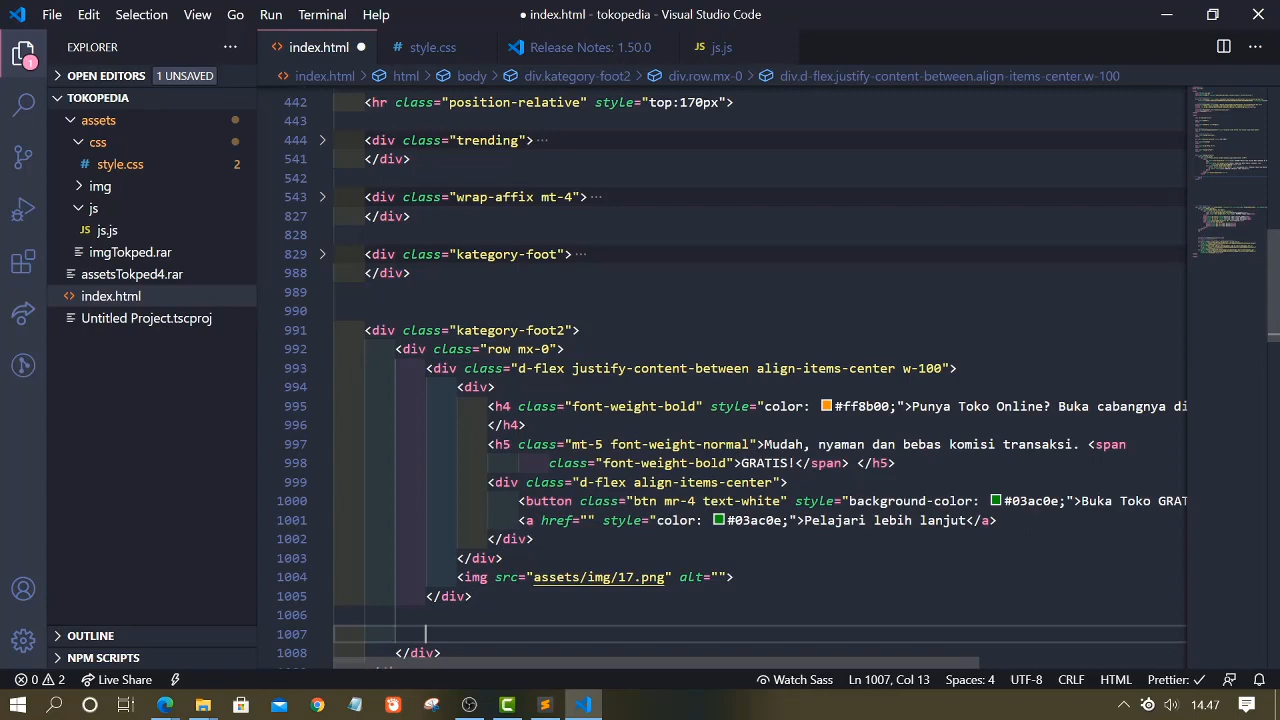 File Edit Selection View Go Run Terminal Help
● index.html - tokopedia - Visual Studio Code
EXPLORER
index.html
style.css
Release Notes: 1.50.0
JS js.js
OPEN EDITORS 1 UNSAVED
index.html > html > body > div.kategory-foot2 > div.row.mx-0 > div.d-flex.justify-content-between.align-items-center.w-100
TOKOPEDIA
assets
css
style.css 2
img
js
JS js.js
imgTokped.rar
assetsTokped4.rar
index.html
Untitled Project.tscproj
OUTLINE
NPM SCRIPTS
1
442 <hr class="position-relative" style="top:170px">
443
444 <div class="trending"> ...
541 </div>
542
543 <div class="wrap-affix mt-4"> ...
827 </div>
828
829 <div class="kategory-foot"> ...
988 </div>
989
990
991 <div class="kategory-foot2">
992 <div class="row mx-0">
993 <div class="d-flex justify-content-between align-items-center w-100">
994 <div>
995 <h4 class="font-weight-bold" style="color: #ff8b00;">Punya Toko Online? Buka cabangnya di
996 </h4>
997 <h5 class="mt-5 font-weight-normal">Mudah, nyaman dan bebas komisi transaksi. <span
998 class="font-weight-bold">GRATIS!</span> </h5>
999 <div class="d-flex align-items-center">
1000 <button class="btn mr-4 text-white" style="background-color: #03ac0e;">Buka Toko GRAT
1001 <a href="" style="color: #03ac0e;">Pelajari lebih lanjut</a>
1002 </div>
1003 </div>
1004 <img src="assets/img/17.png" alt="">
1005 </div>
1006
1007
1008 </div>
0 2 Live Share
Watch Sass Ln 1007, Col 13 Spaces: 4 UTF-8 CRLF HTML Prettier: ✓
14.47